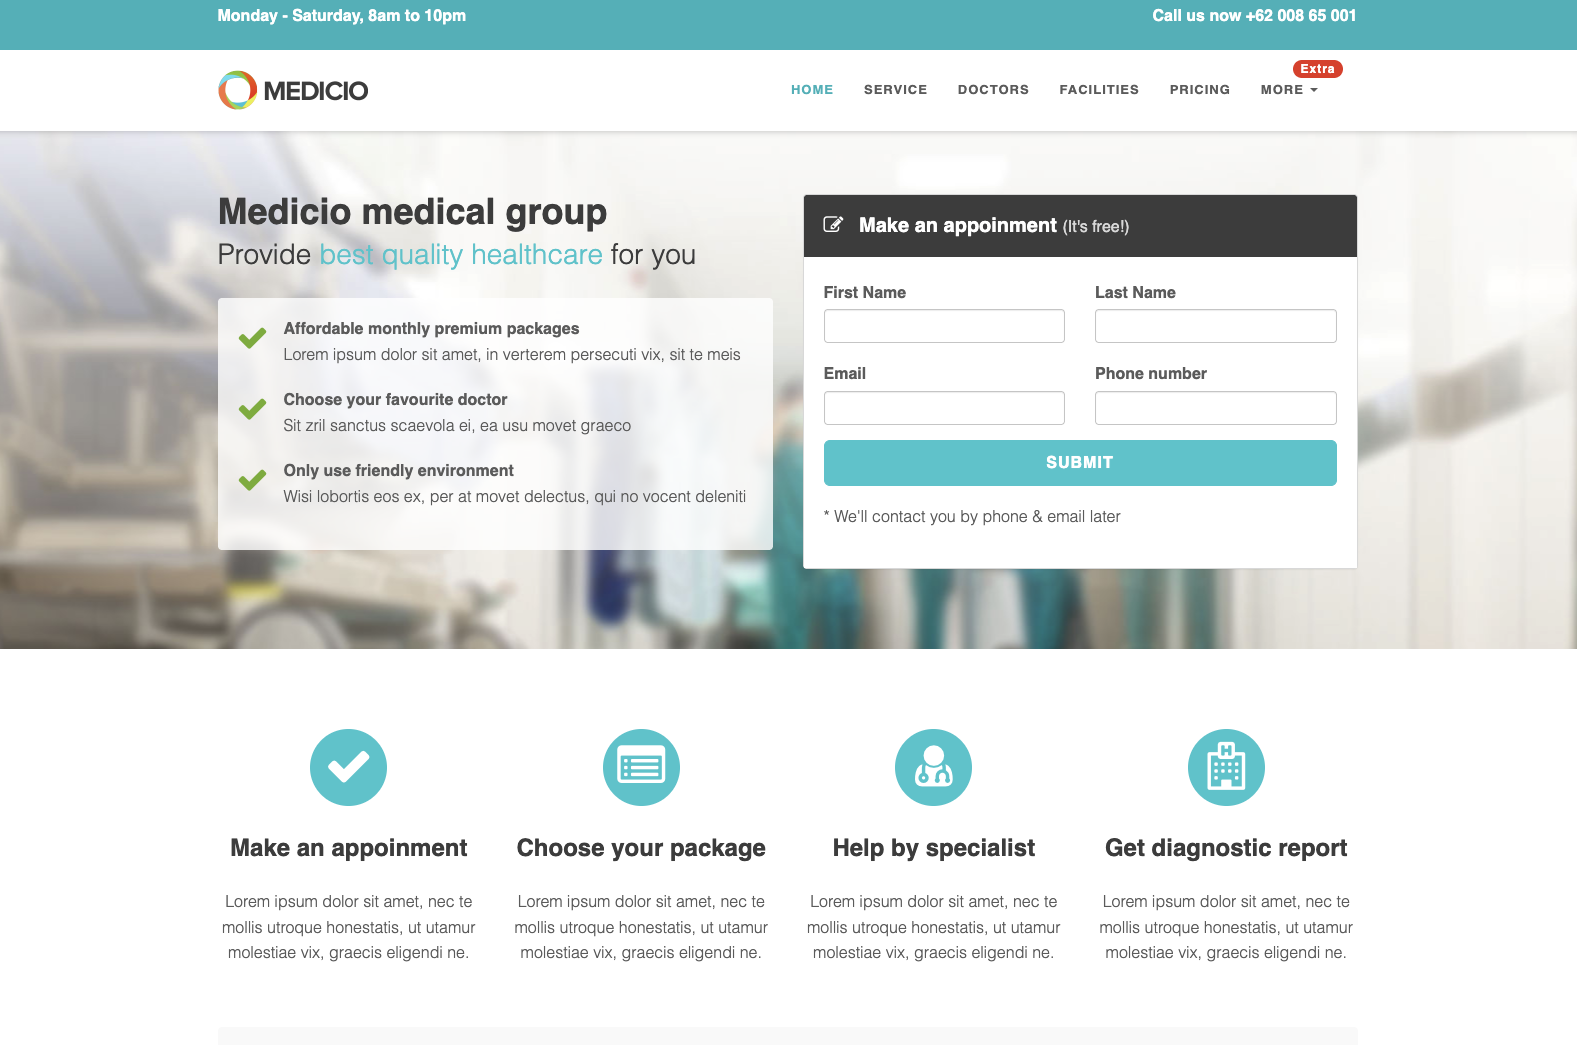 Monday - Saturday, 8am to 10pm
Call us now +62 008 65 001
MEDICIO
HOME
SERVICE
DOCTORS
FACILITIES
PRICING
MORE
Extra
Medicio medical group
Provide best quality healthcare for you
Affordable monthly premium packages
Lorem ipsum dolor sit amet, in verterem persecuti vix, sit te meis
Choose your favourite doctor
Sit zril sanctus scaevola ei, ea usu movet graeco
Only use friendly environment
Wisi lobortis eos ex, per at movet delectus, qui no vocent deleniti
Make an appoinment (It's free!)
First Name
Last Name
Email
Phone number
SUBMIT
* We'll contact you by phone & email later
Make an appoinment
Lorem ipsum dolor sit amet, nec te
mollis utroque honestatis, ut utamur
molestiae vix, graecis eligendi ne.
Choose your package
Lorem ipsum dolor sit amet, nec te
mollis utroque honestatis, ut utamur
molestiae vix, graecis eligendi ne.
Help by specialist
Lorem ipsum dolor sit amet, nec te
mollis utroque honestatis, ut utamur
molestiae vix, graecis eligendi ne.
Get diagnostic report
Lorem ipsum dolor sit amet, nec te
mollis utroque honestatis, ut utamur
molestiae vix, graecis eligendi ne.